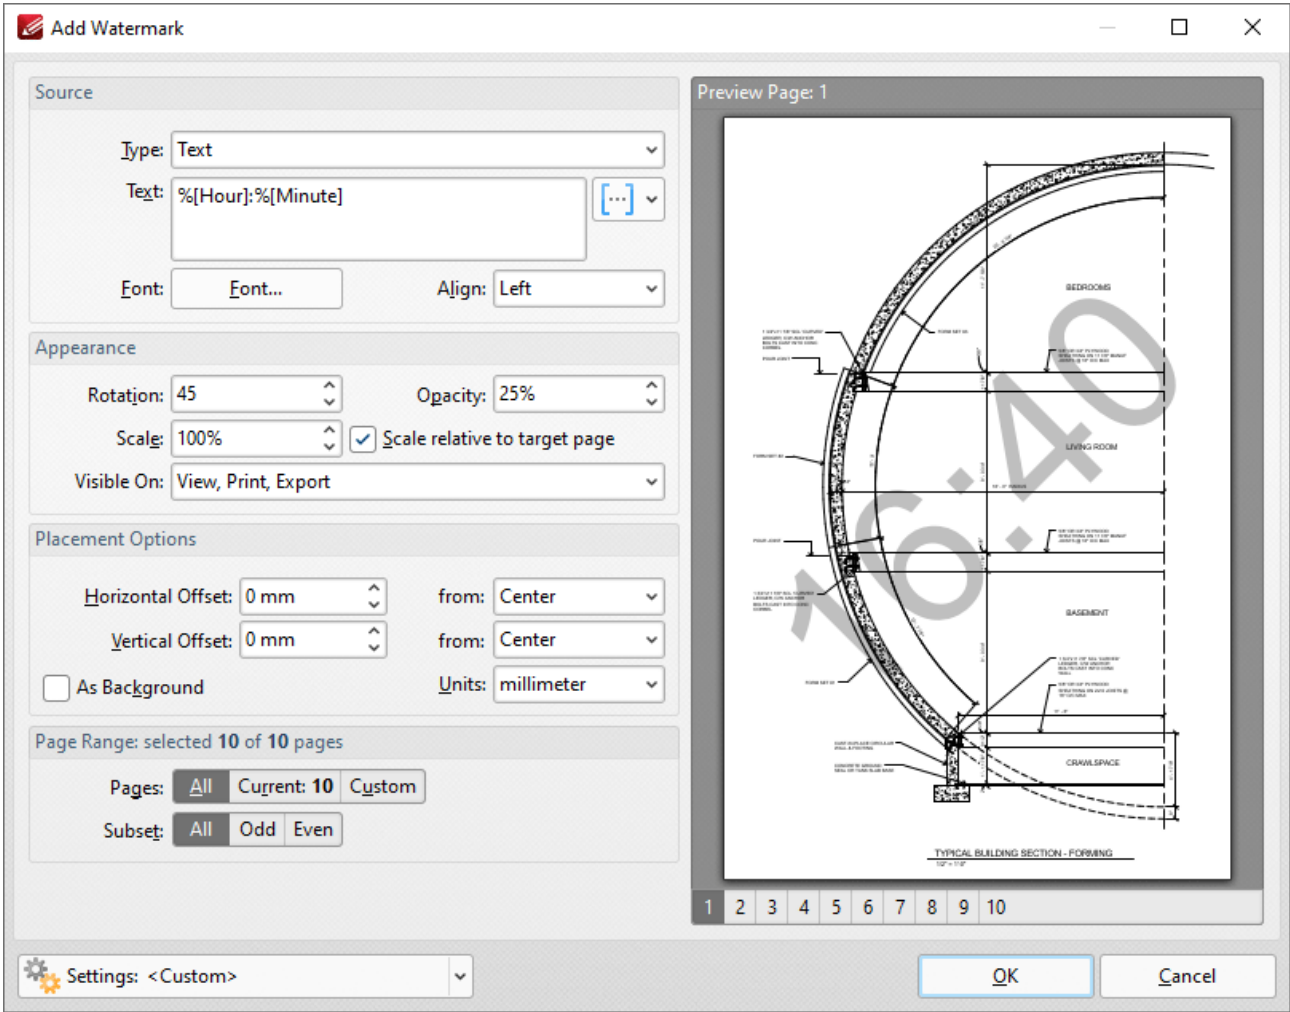 Add Watermark
Source
Type: Text
Text: %[Hour]:%[Minute]
Font: Font... Align: Left
Appearance
Rotation: 45 Opacity: 25%
Scale: 100% Scale relative to target page
Visible On: View, Print, Export
Placement Options
Horizontal Offset: 0 mm from: Center
Vertical Offset: 0 mm from: Center
As Background Units: millimeter
Page Range: selected 10 of 10 pages
Pages: All Current: 10 Custom
Subset: All Odd Even
Preview Page: 1
BEDROOMS
LIVING ROOM
16:40
BASEMENT
CRAWLSPACE
TYPICAL BUILDING SECTION - FORMING
1 2 3 4 5 6 7 8 9 10
Settings: <Custom>
OK Cancel